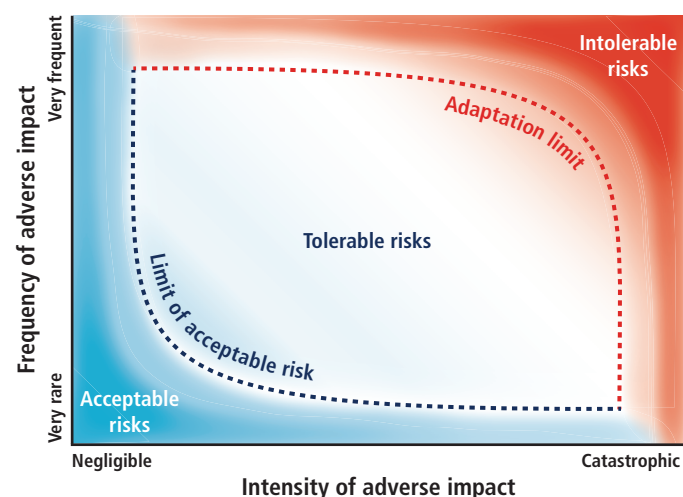 Intolerable
risks
Very frequent
Adaptation limit
Frequency of adverse impact
Tolerable risks
Limit of acceptable risk
Very rare
Acceptable
risks
Negligible
Catastrophic
Intensity of adverse impact